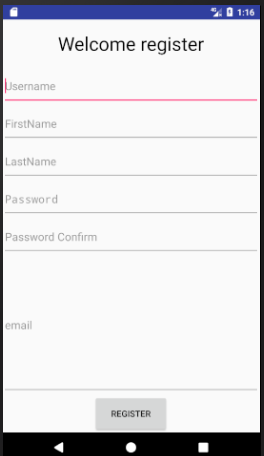 1:16
Welcome register
Username
FirstName
LastName
Password
Password Confirm
email
REGISTER